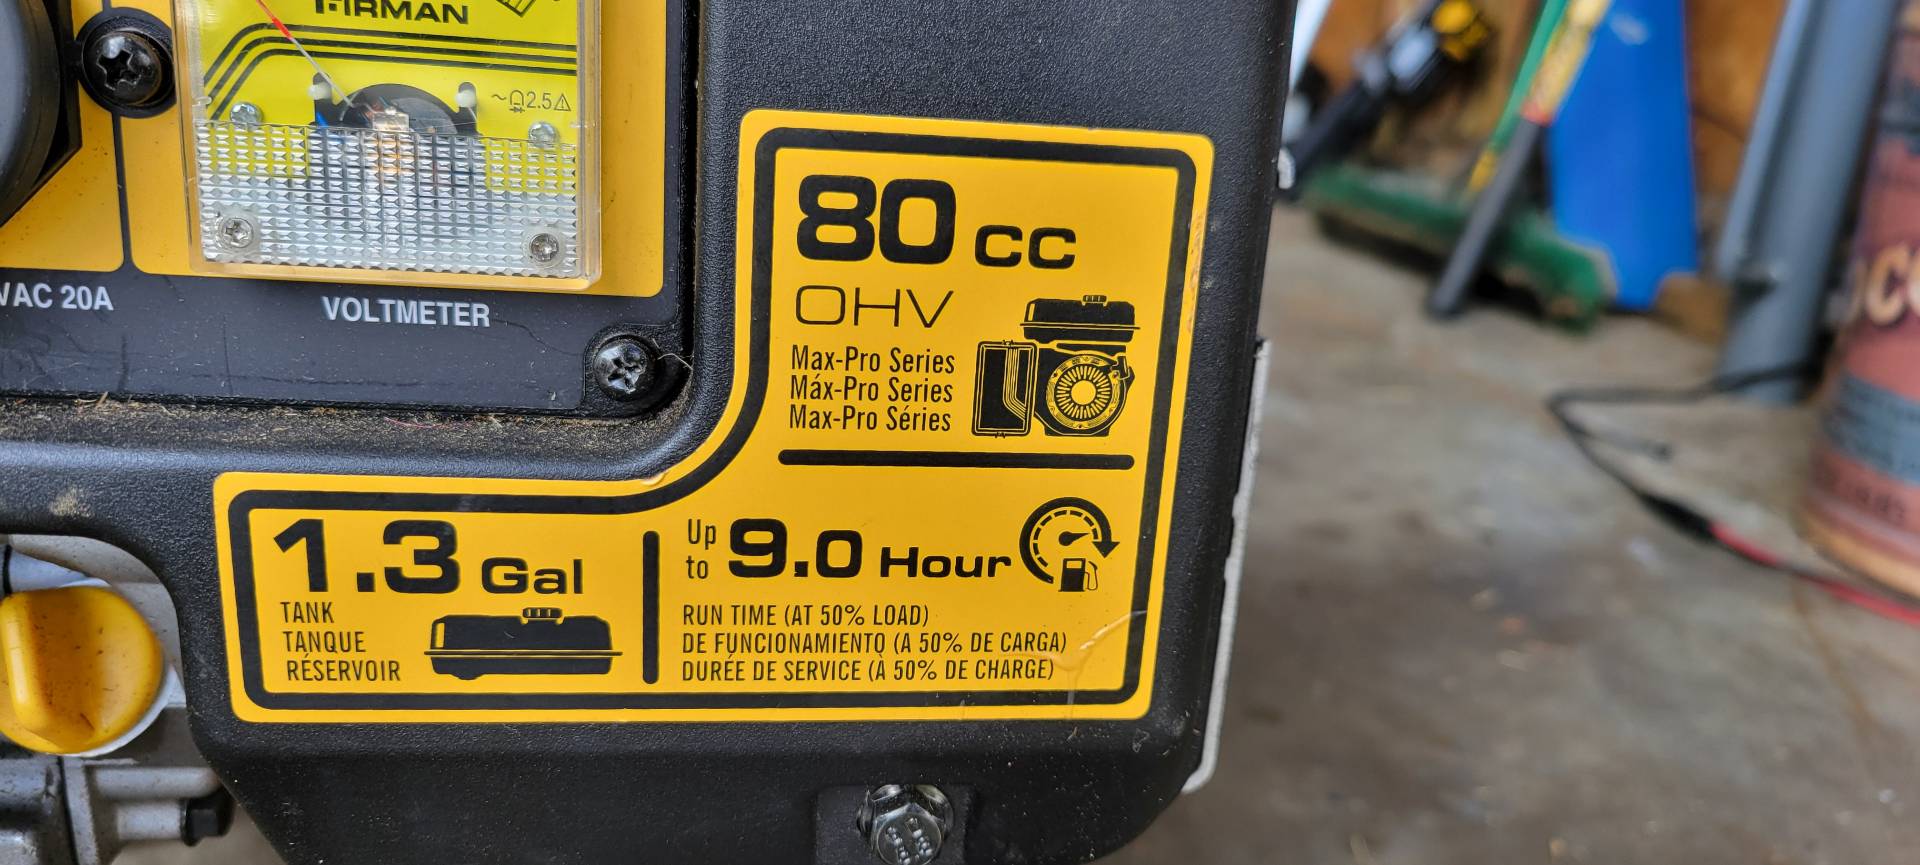 FIRMAN
~ 2.5
VAC 20A
VOLTMETER
80 cc
OHV
Max-Pro Series
Máx-Pro Series
Max-Pro Séries
1.3 Gal
TANK
TANQUE
RÉSERVOIR
Up to 9.0 Hour
RUN TIME (AT 50% LOAD)
DE FUNCIONAMIENTO (A 50% DE CARGA)
DURÉE DE SERVICE (À 50% DE CHARGE)